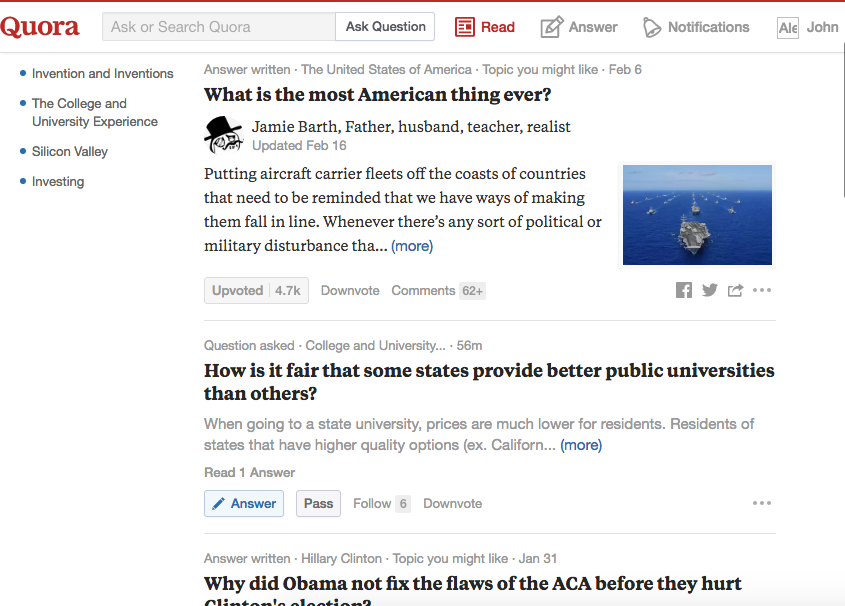 Quora
Ask or Search Quora
Ask Question
Read
Answer
Notifications
Ale
John
Invention and Inventions
The College and
University Experience
Silicon Valley
Investing
Answer written · The United States of America · Topic you might like · Feb 6
What is the most American thing ever?
Jamie Barth, Father, husband, teacher, realist
Updated Feb 16
Putting aircraft carrier fleets off the coasts of countries
that need to be reminded that we have ways of making
them fall in line. Whenever there’s any sort of political or
military disturbance tha... (more)
Upvoted 4.7k Downvote Comments 62+
Question asked · College and University... · 56m
How is it fair that some states provide better public universities
than others?
When going to a state university, prices are much lower for residents. Residents of
states that have higher quality options (ex. Californ... (more)
Read 1 Answer
Answer Pass Follow 6 Downvote
Answer written · Hillary Clinton · Topic you might like · Jan 31
Why did Obama not fix the flaws of the ACA before they hurt
Clinton's election?